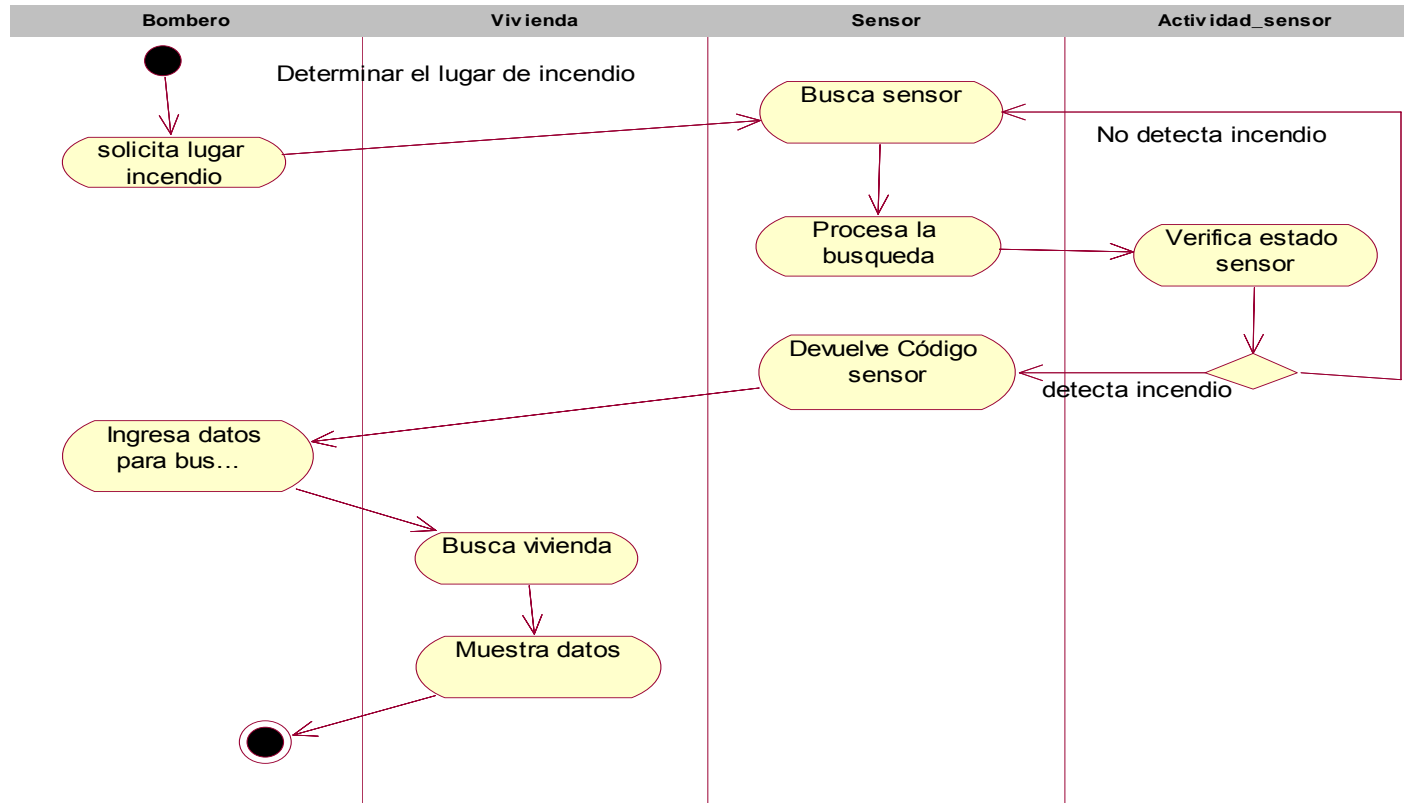 Bombero
Vivienda
Sensor
Actividad_sensor
Determinar el lugar de incendio
Busca sensor
No detecta incendio
solicita lugar
incendio
Procesa la
busqueda
Verifica estado
sensor
Devuelve Código
sensor
detecta incendio
Ingresa datos
para bus...
Busca vivienda
Muestra datos